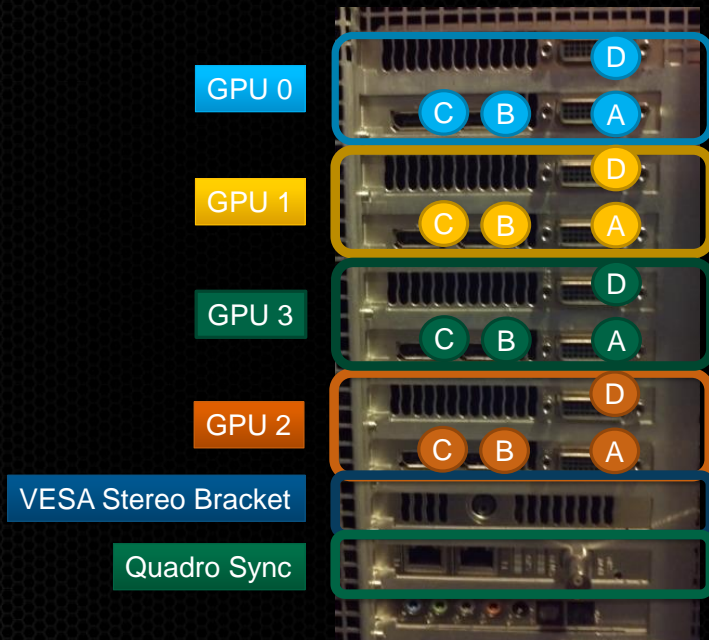 D
GPU 0
C B A
D
GPU 1
C B A
D
GPU 3
C B A
D
GPU 2
C B A
VESA Stereo Bracket
Quadro Sync